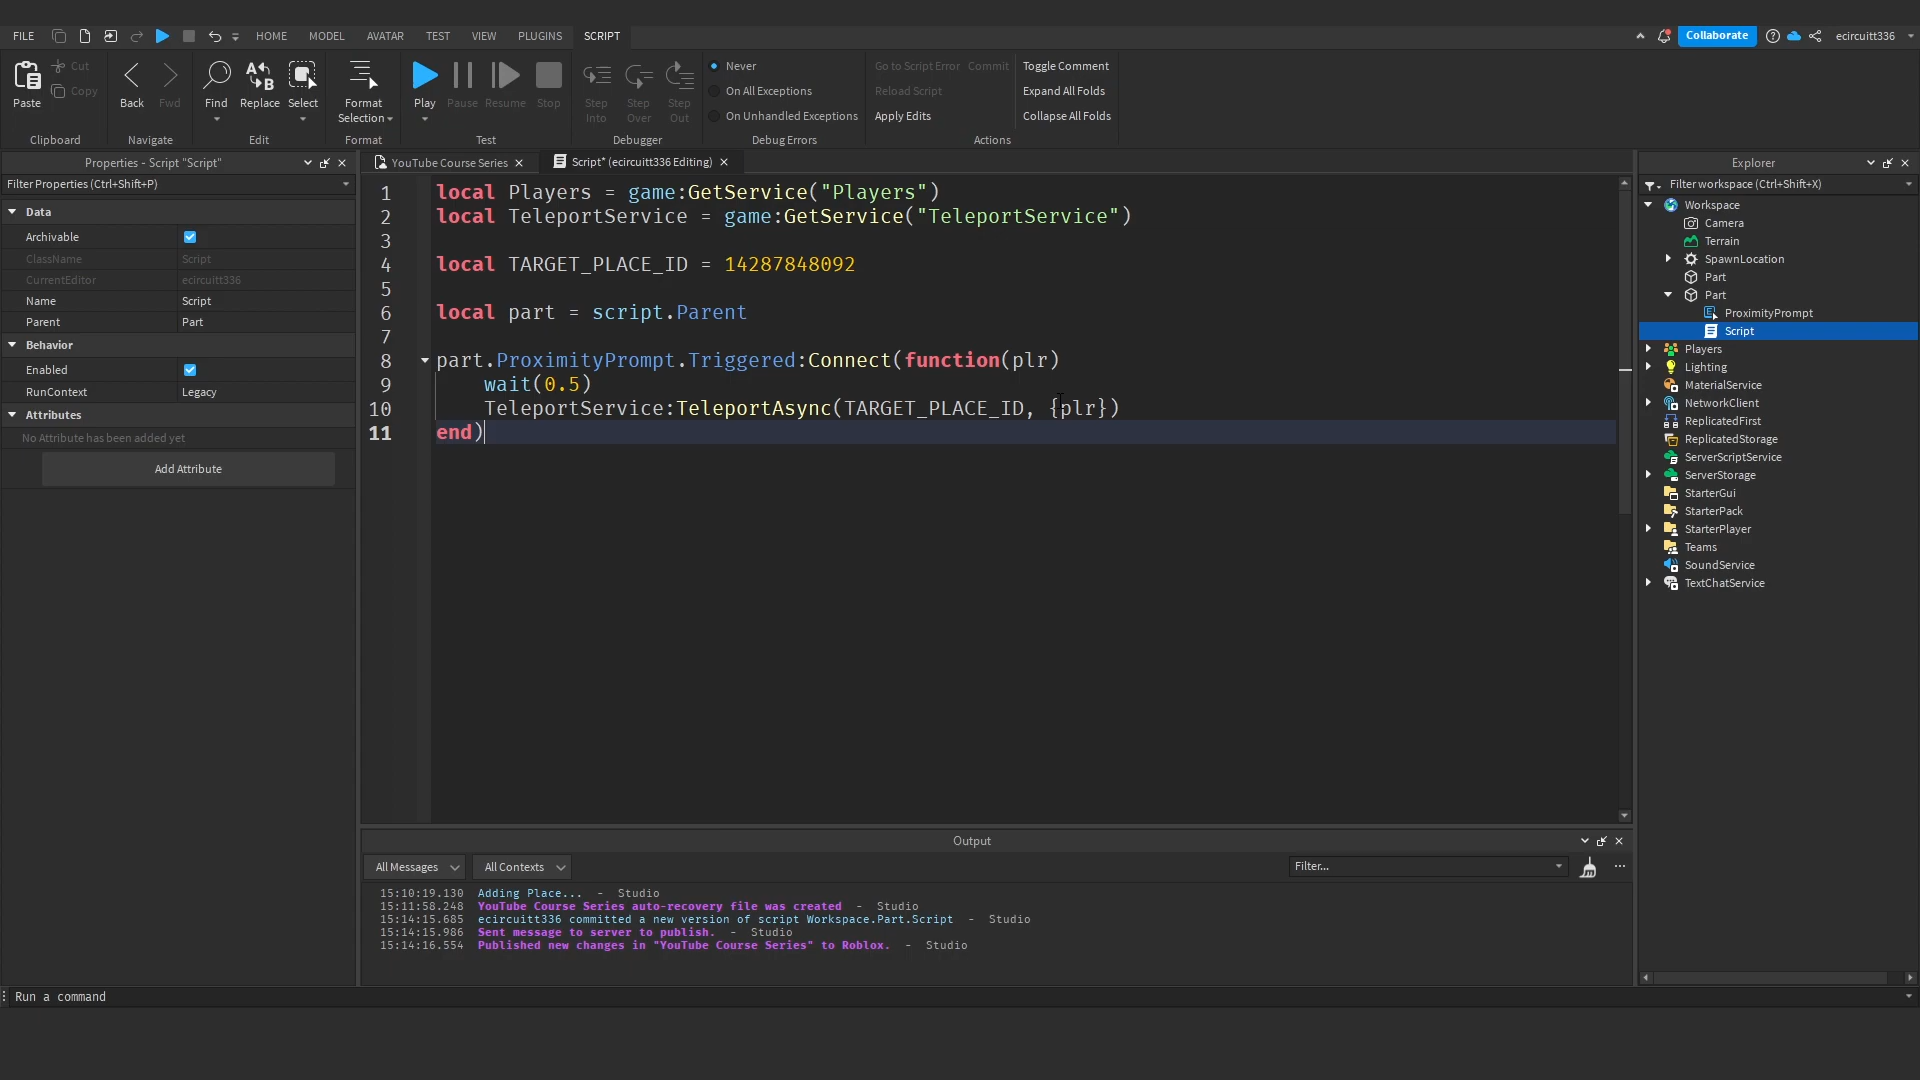 FILE HOME MODEL AVATAR TEST VIEW PLUGINS SCRIPT Collaborate ecircuitt336
Paste Cut Copy Back Fwd Find Replace Select Format Selection Play Pause Resume Stop Step Into Step Over Step Out
Never Go to Script Error Commit Toggle Comment
On All Exceptions Reload Script Expand All Folds
On Unhandled Exceptions Apply Edits Collapse All Folds
Clipboard Navigate Edit Format Test Debugger Debug Errors Actions
Properties - Script "Script"
Filter Properties (Ctrl+Shift+P)
Data
Archivable
ClassName Script
CurrentEditor ecircuitt336
Name Script
Parent Part
Behavior
Enabled
RunContext Legacy
Attributes
No Attribute has been added yet
Add Attribute
YouTube Course Series Script* (ecircuitt336 Editing)
1 local Players = game:GetService("Players")
2 local TeleportService = game:GetService("TeleportService")
3
4 local TARGET_PLACE_ID = 14287848092
5
6 local part = script.Parent
7
8 part.ProximityPrompt.Triggered:Connect(function(plr)
9 wait(0.5)
10 TeleportService:TeleportAsync(TARGET_PLACE_ID, {plr})
11 end)
Output
All Messages All Contexts Filter...
15:10:19.130 Adding Place... - Studio
15:11:58.248 YouTube Course Series auto-recovery file was created - Studio
15:14:15.685 ecircuitt336 committed a new version of script Workspace.Part.Script - Studio
15:14:15.986 Sent message to server to publish. - Studio
15:14:16.554 Published new changes in "YouTube Course Series" to Roblox. - Studio
Explorer
Filter workspace (Ctrl+Shift+X)
Workspace
Camera
Terrain
SpawnLocation
Part
Part
ProximityPrompt
Script
Players
Lighting
MaterialService
NetworkClient
ReplicatedFirst
ReplicatedStorage
ServerScriptService
ServerStorage
StarterGui
StarterPack
StarterPlayer
Teams
SoundService
TextChatService
Run a command